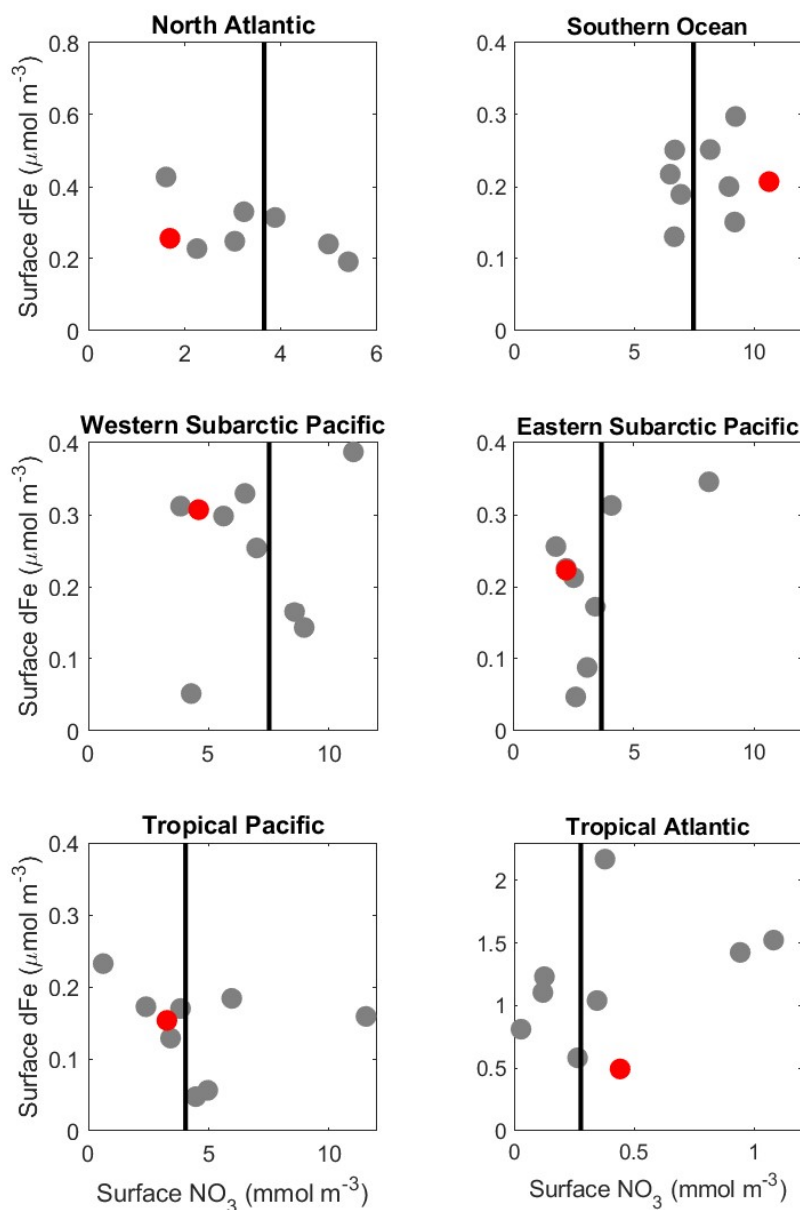 North Atlantic
Surface dFe (μmol m⁻³)
0.8
0.6
0.4
0.2
0
0 2 4 6
Southern Ocean
0.4
0.3
0.2
0.1
0
0 5 10
Western Subarctic Pacific
Surface dFe (μmol m⁻³)
0.4
0.3
0.2
0.1
0
0 5 10
Eastern Subarctic Pacific
0.4
0.3
0.2
0.1
0
0 5 10
Tropical Pacific
Surface dFe (μmol m⁻³)
0.4
0.3
0.2
0.1
0
0 5 10
Surface NO₃ (mmol m⁻³)
Tropical Atlantic
2
1.5
1
0.5
0
0 0.5 1
Surface NO₃ (mmol m⁻³)